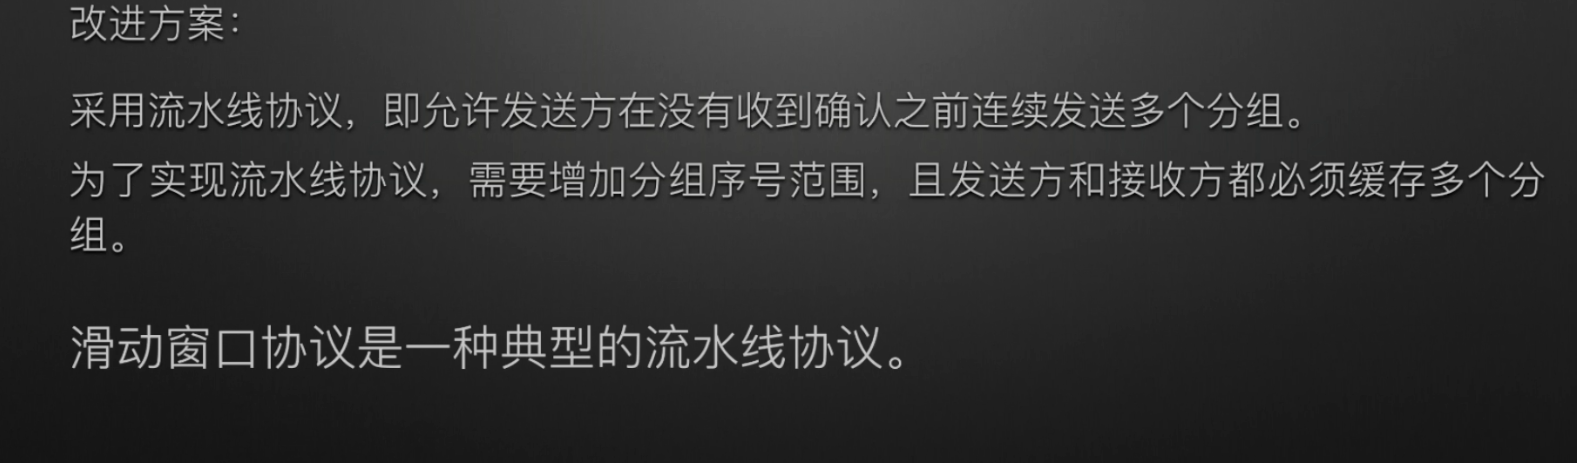 改进方案：
采用流水线协议，即允许发送方在没有收到确认之前连续发送多个分组。
为了实现流水线协议，需要增加分组序号范围，且发送方和接收方都必须缓存多个分
组。
滑动窗口协议是一种典型的流水线协议。